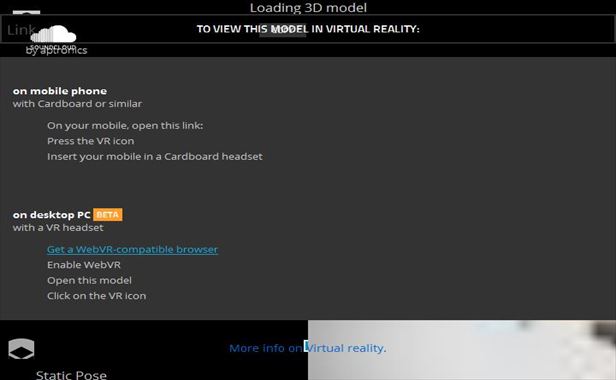 Loading 3D model
Link
TO VIEW THIS MODEL IN VIRTUAL REALITY:
SOUNDCLOUD
by aptronics
on mobile phone
with Cardboard or similar
On your mobile, open this link:
Press the VR icon
Insert your mobile in a Cardboard headset
on desktop PC BETA
with a VR headset
Get a WebVR-compatible browser
Enable WebVR
Open this model
Click on the VR icon
More info on Virtual reality.
Static Pose